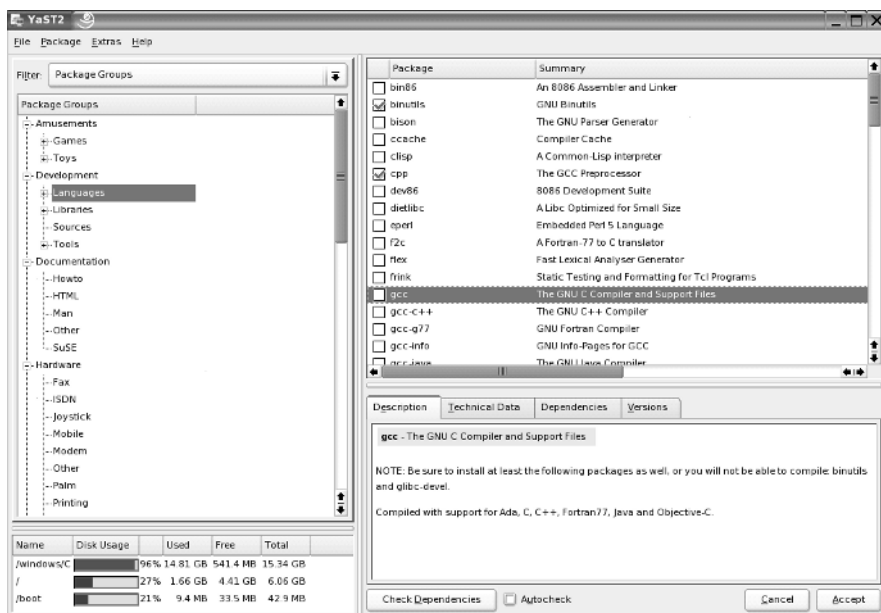 YaST2
File Package Extras Help
Filter: Package Groups
Package Groups
Amusements
Games
Toys
Development
Languages
Libraries
Sources
Tools
Documentation
Howto
HTML
Man
Other
SuSE
Hardware
Fax
ISDN
Joystick
Mobile
Modem
Other
Palm
Printing
Name Disk Usage Used Free Total
/windows/C 96% 14.81 GB 541.4 MB 15.34 GB
/ 27% 1.66 GB 4.41 GB 6.06 GB
/boot 21% 9.4 MB 33.5 MB 42.9 MB
Package Summary
bin86 An 8086 Assembler and Linker
binutils GNU Binutils
bison The GNU Parser Generator
ccache Compiler Cache
clisp A Common-Lisp interpreter
cpp The GCC Preprocessor
dev86 8086 Development Suite
dietlibc A Libc Optimized for Small Size
eperl Embedded Perl 5 Language
f2c A Fortran-77 to C translator
flex Fast Lexical Analyser Generator
frink Static Testing and Formatting for Tcl Programs
gcc The GNU C Compiler and Support Files
gcc-c++ The GNU C++ Compiler
gcc-g77 GNU Fortran Compiler
gcc-info GNU Info-Pages for GCC
gcc-java The GNU Java Compiler
Description Technical Data Dependencies Versions
gcc - The GNU C Compiler and Support Files
NOTE: Be sure to install at least the following packages as well, or you will not be able to compile: binutils
and glibc-devel.
Compiled with support for Ada, C, C++, Fortran77, Java and Objective-C.
Check Dependencies Autocheck Cancel Accept